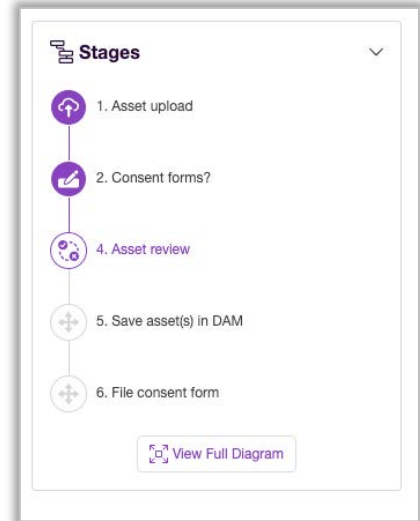 Stages
1. Asset upload
2. Consent forms?
4. Asset review
5. Save asset(s) in DAM
6. File consent form
View Full Diagram